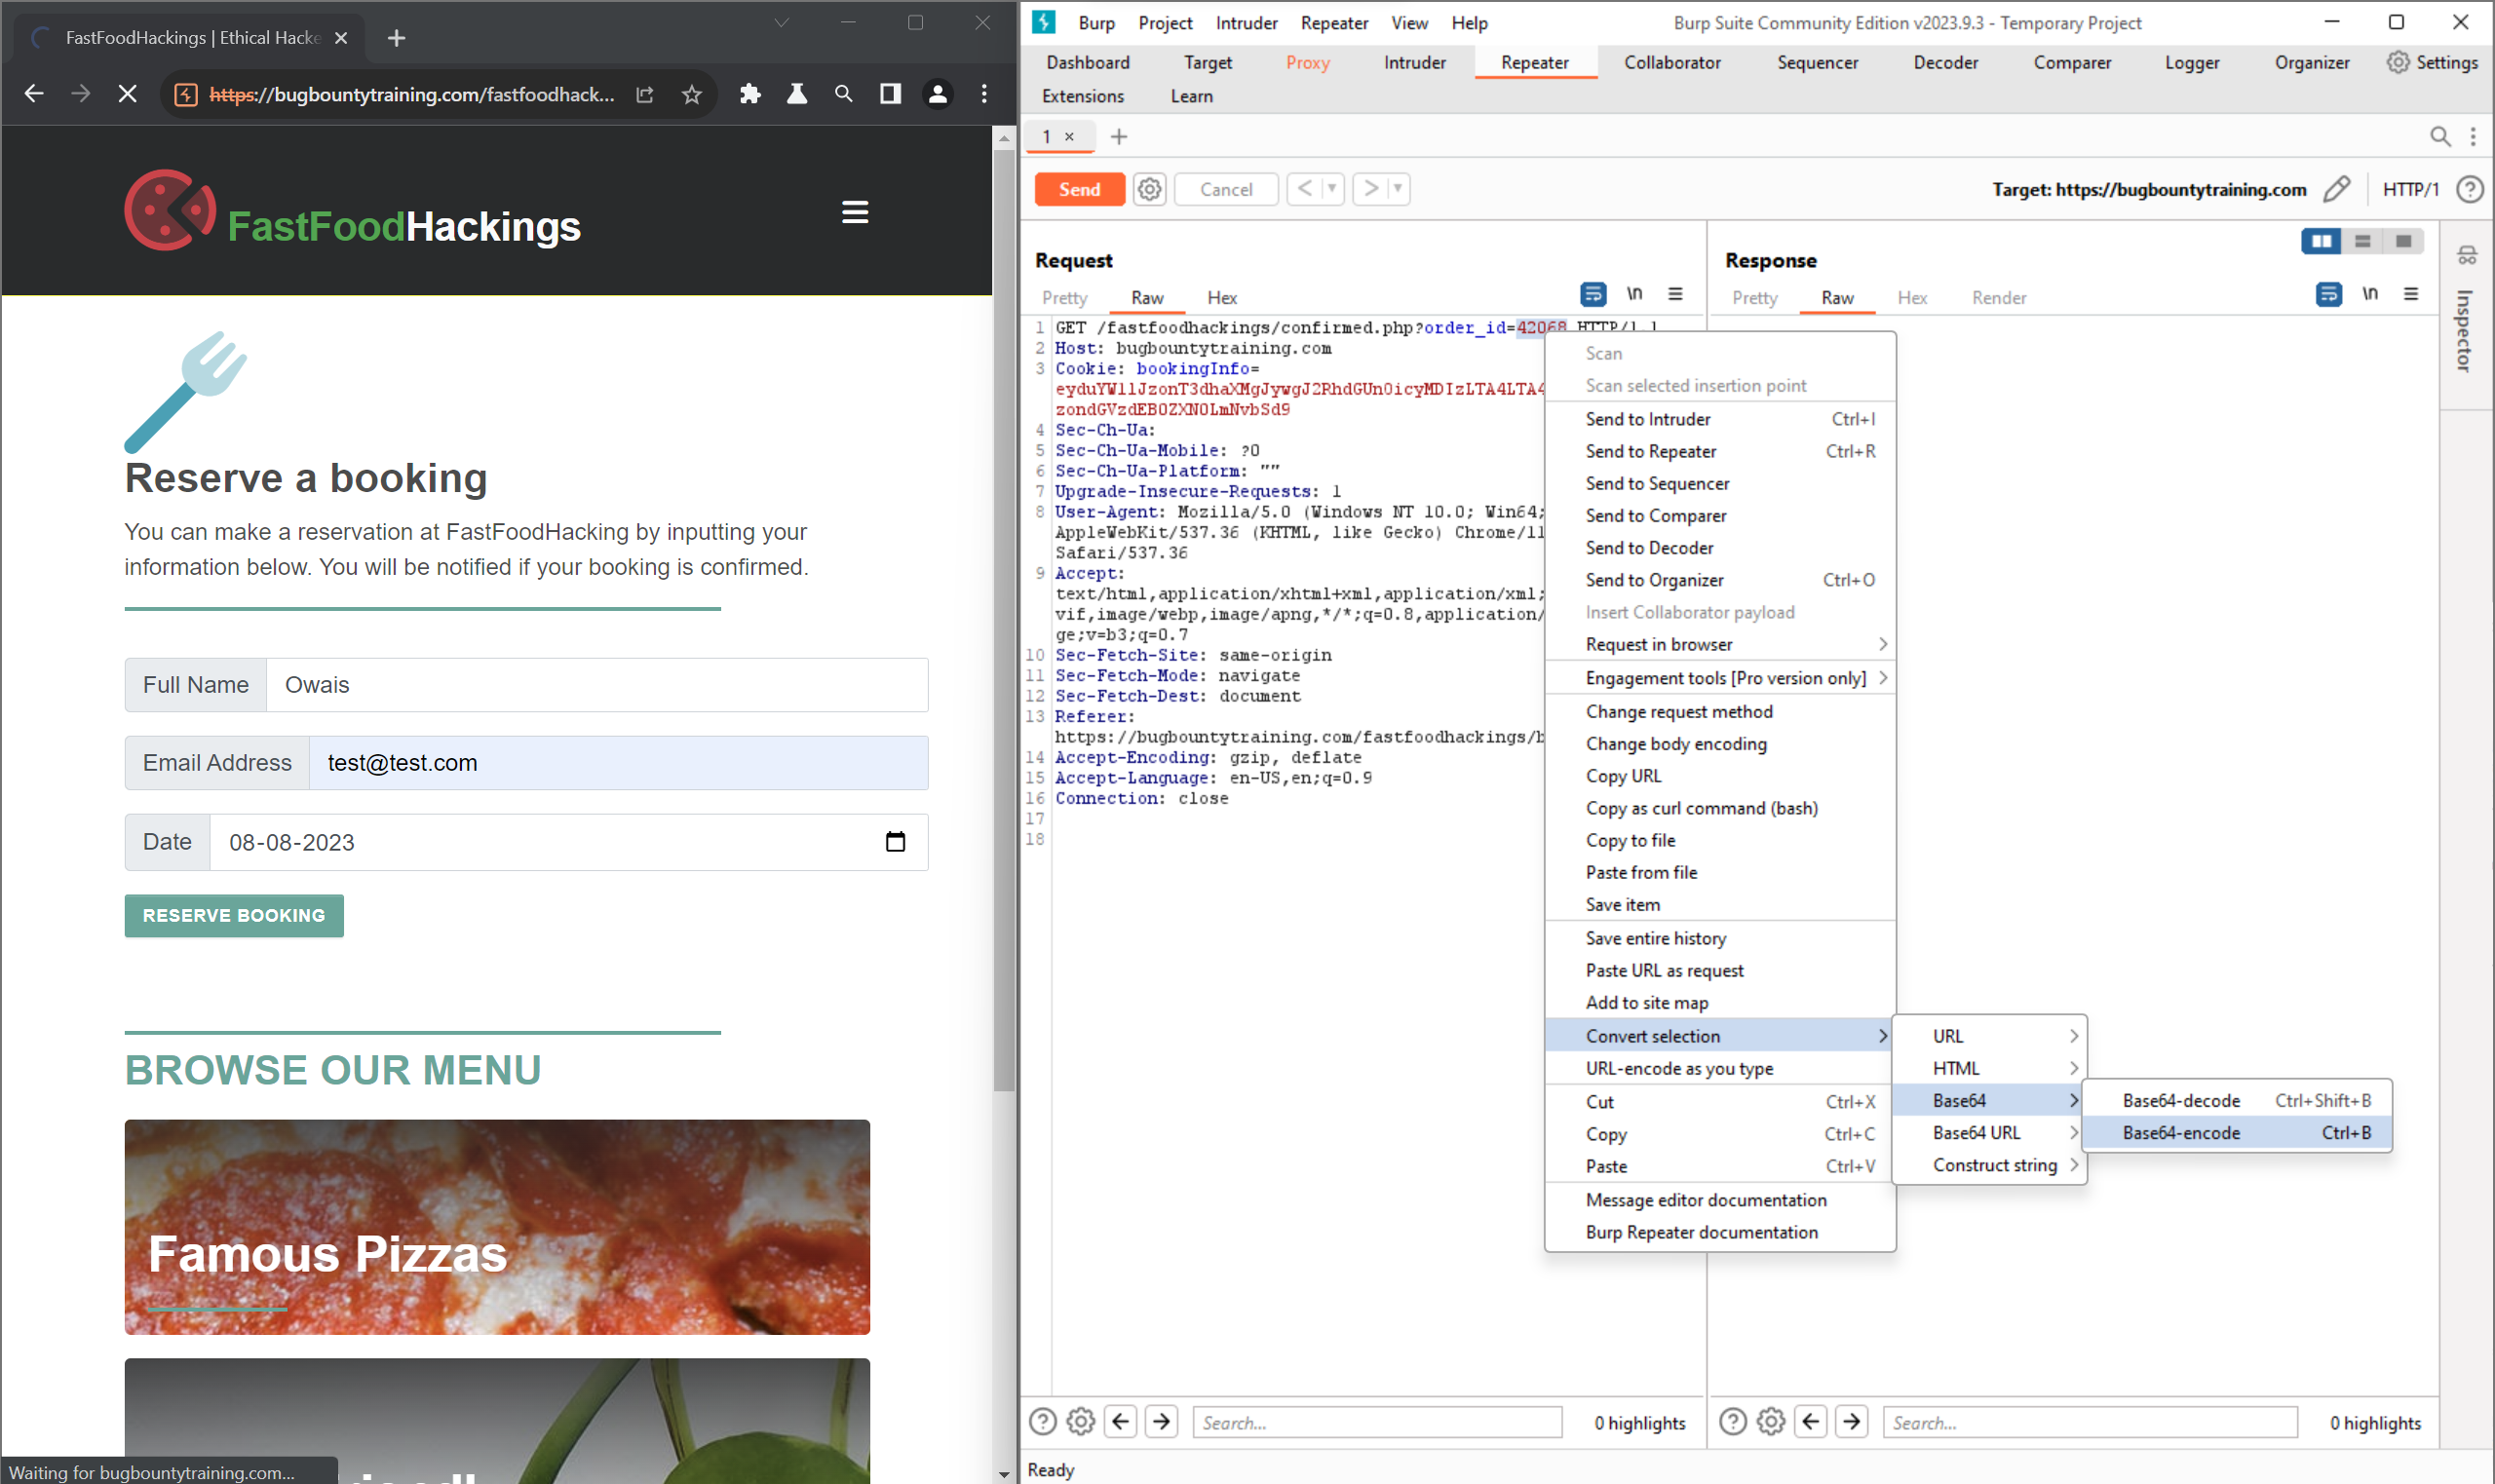 FastFoodHackings | Ethical Hacke
https://bugbountytraining.com/fastfoodhack...
FastFoodHackings
Reserve a booking
You can make a reservation at FastFoodHacking by inputting your
information below. You will be notified if your booking is confirmed.
Full Name Owais
Email Address test@test.com
Date 08-08-2023
RESERVE BOOKING
BROWSE OUR MENU
Famous Pizzas
Waiting for bugbountytraining.com...
Burp Project Intruder Repeater View Help Burp Suite Community Edition v2023.9.3 - Temporary Project
Dashboard Target Proxy Intruder Repeater Collaborator Sequencer Decoder Comparer Logger Organizer Settings
Extensions Learn
1 × +
Send Cancel < > Target: https://bugbountytraining.com HTTP/1
Request
Pretty Raw Hex \n
1 GET /fastfoodhackings/confirmed.php?order_id=42068 HTTP/1.1
2 Host: bugbountytraining.com
3 Cookie: bookingInfo=
eyduYW1lJzonT3dhaXMgJywgJ2RhdGUnOicyMDIzLTA4LTA4
zondGVzdEB0ZXN0LmNvbSd9
4 Sec-Ch-Ua:
5 Sec-Ch-Ua-Mobile: ?0
6 Sec-Ch-Ua-Platform: ""
7 Upgrade-Insecure-Requests: 1
8 User-Agent: Mozilla/5.0 (Windows NT 10.0; Win64;
AppleWebKit/537.36 (KHTML, like Gecko) Chrome/11
Safari/537.36
9 Accept:
text/html,application/xhtml+xml,application/xml;
vif,image/webp,image/apng,*/*;q=0.8,application/
ge;v=b3;q=0.7
10 Sec-Fetch-Site: same-origin
11 Sec-Fetch-Mode: navigate
12 Sec-Fetch-Dest: document
13 Referer:
https://bugbountytraining.com/fastfoodhackings/b
14 Accept-Encoding: gzip, deflate
15 Accept-Language: en-US,en;q=0.9
16 Connection: close
17
18
Scan
Scan selected insertion point
Send to Intruder Ctrl+I
Send to Repeater Ctrl+R
Send to Sequencer
Send to Comparer
Send to Decoder
Send to Organizer Ctrl+O
Insert Collaborator payload
Request in browser
Engagement tools [Pro version only]
Change request method
Change body encoding
Copy URL
Copy as curl command (bash)
Copy to file
Paste from file
Save item
Save entire history
Paste URL as request
Add to site map
Convert selection
URL-encode as you type
Cut Ctrl+X
Copy Ctrl+C
Paste Ctrl+V
Message editor documentation
Burp Repeater documentation
URL
HTML
Base64
Base64 URL
Construct string
Base64-decode Ctrl+Shift+B
Base64-encode Ctrl+B
Response
Pretty Raw Hex Render \n
Inspector
Search... 0 highlights
Search... 0 highlights
Ready